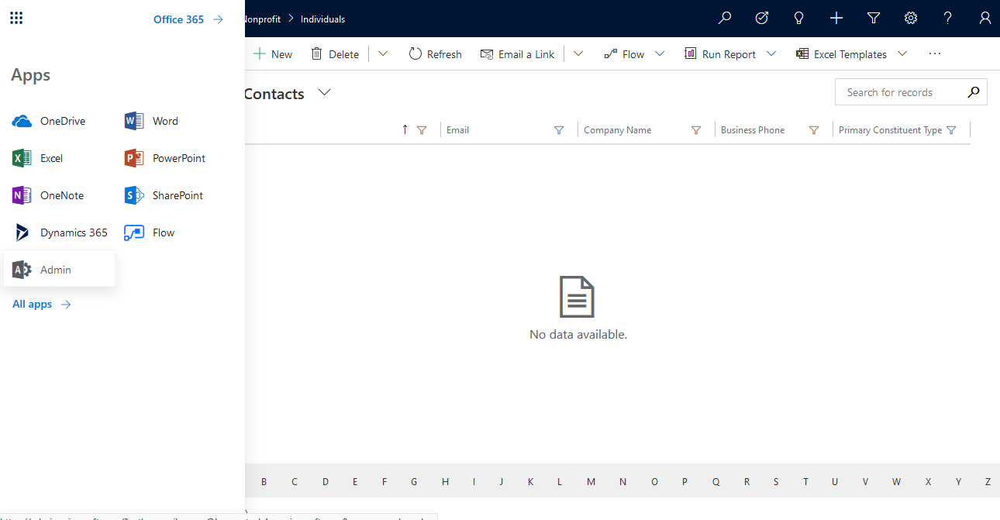 Office 365
Nonprofit > Individuals
New Delete Refresh Email a Link Flow Run Report Excel Templates ...
Apps
Contacts
Search for records
OneDrive Word
Email Company Name Business Phone Primary Constituent Type
Excel PowerPoint
OneNote SharePoint
Dynamics 365 Flow
Admin
All apps
No data available.
B C D E F G H I J K L M N O P Q R S T U V W X Y Z